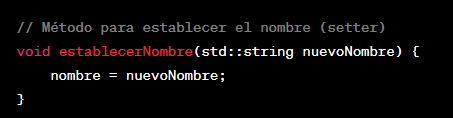 // Método para establecer el nombre (setter)
void establecerNombre(std::string nuevoNombre) {
    nombre = nuevoNombre;
}